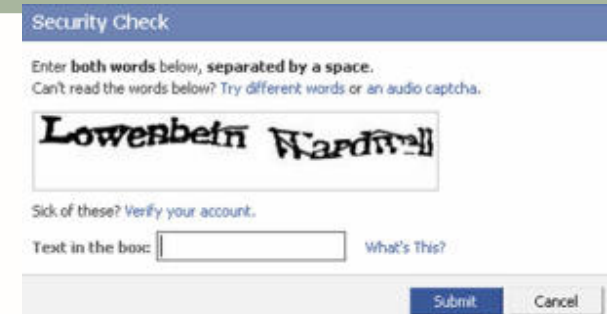 Security Check
Enter both words below, separated by a space.
Can't read the words below? Try different words or an audio captcha.
Lowenbein Wardwell
Sick of these? Verify your account.
Text in the box:
What's This?
Submit
Cancel